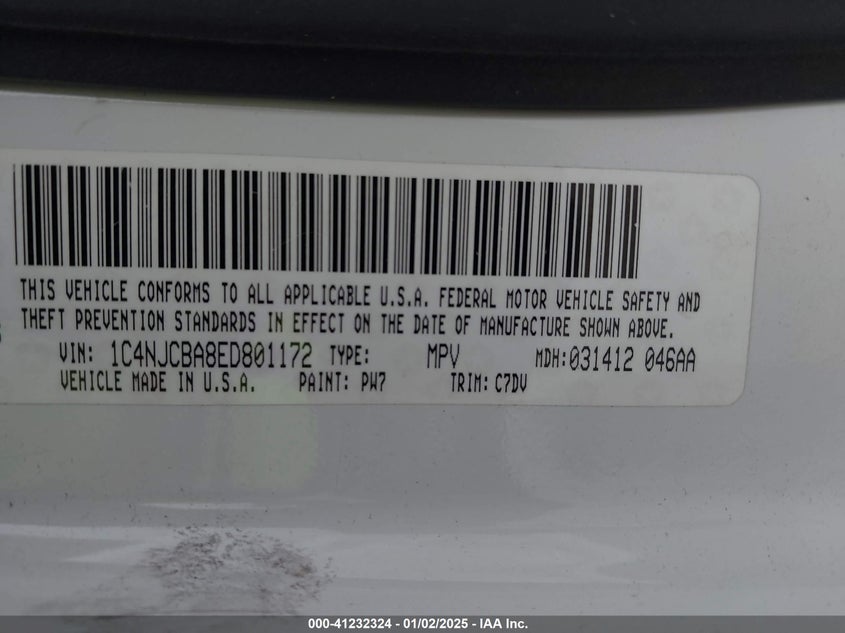 THIS VEHICLE CONFORMS TO ALL APPLICABLE U.S.A. FEDERAL MOTOR VEHICLE SAFETY AND
THEFT PREVENTION STANDARDS IN EFFECT ON THE DATE OF MANUFACTURE SHOWN ABOVE.
VIN: 1C4NJCBA8ED801172 TYPE: MPV MDH:031412 046AA
VEHICLE MADE IN U.S.A. PAINT: PW7 TRIM: C7DV
000-41232324 - 01/02/2025 - IAA Inc.